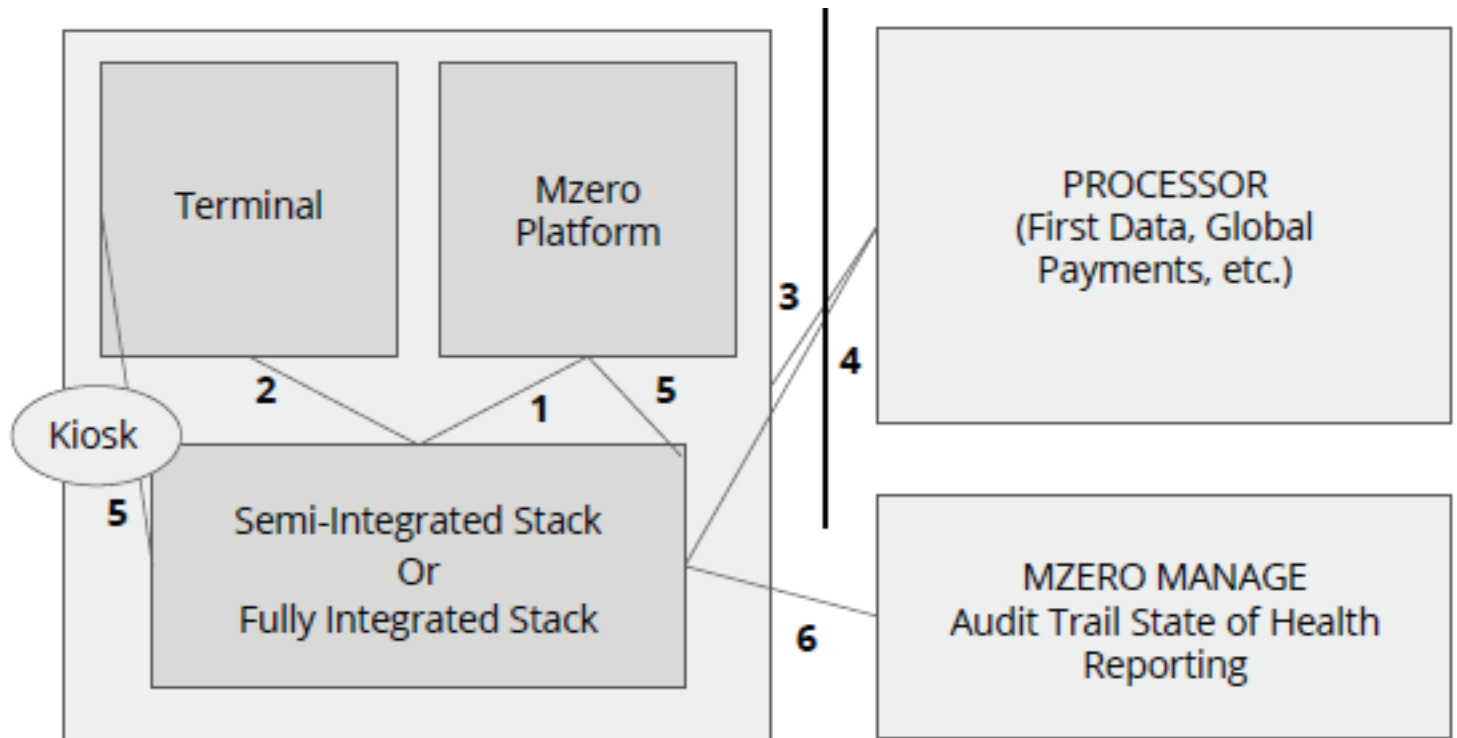 Terminal
Mzero
Platform
PROCESSOR
(First Data, Global
Payments, etc.)
3
4
2
1
5
Kiosk
5
Semi-Integrated Stack
Or
Fully Integrated Stack
6
MZERO MANAGE
Audit Trail State of Health
Reporting